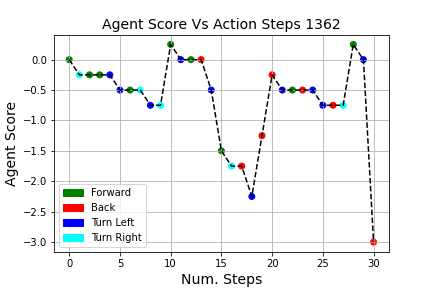 Agent Score Vs Action Steps 1362
Agent Score
0.0
−0.5
−1.0
−1.5
−2.0
−2.5
−3.0
Forward
Back
Turn Left
Turn Right
0 5 10 15 20 25 30
Num. Steps